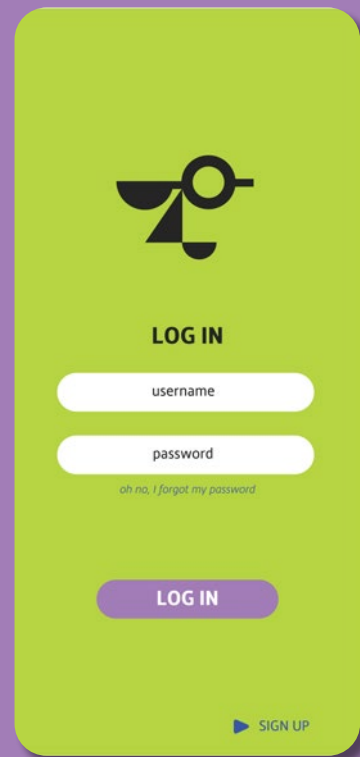 LOG IN
username
password
oh no, I forgot my password
LOG IN
SIGN UP